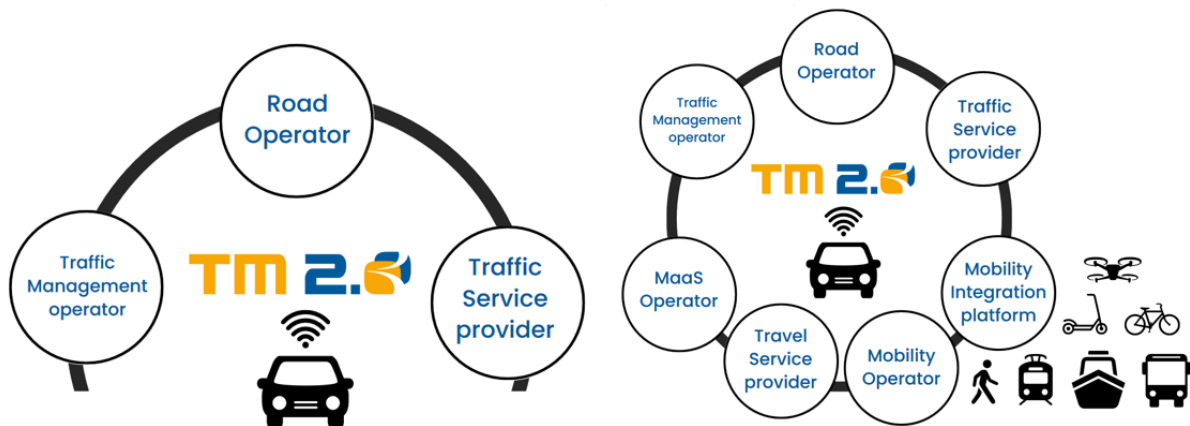 Road
Operator
Traffic
Management
operator
TM 2.0
Traffic
Service
provider
Road
Operator
Traffic
Management
operator
Traffic
Service
provider
TM 2.0
MaaS
Operator
Mobility
Integration
platform
Travel
Service
provider
Mobility
Operator